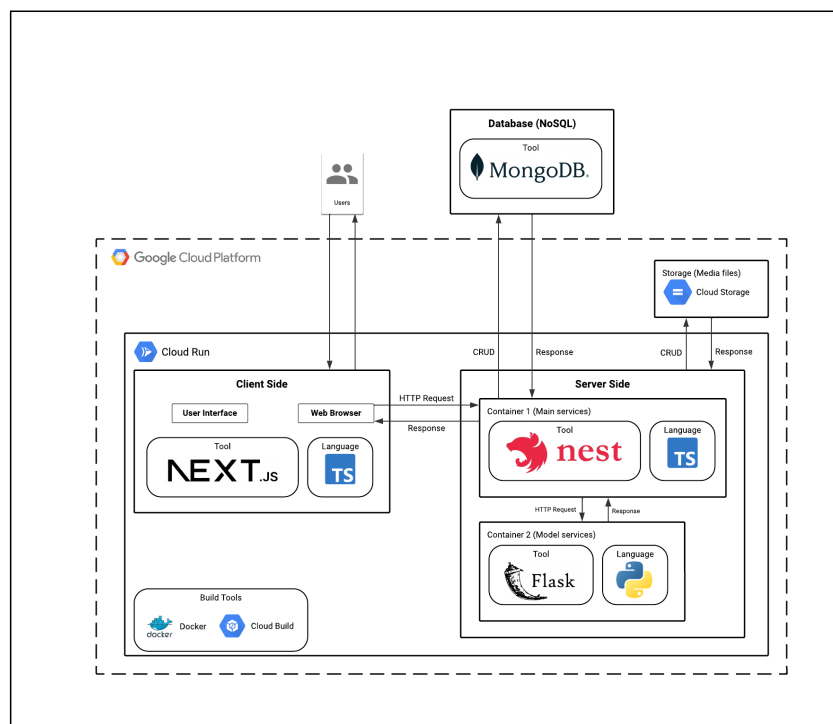 Database (NoSQL)
Tool
MongoDB®
Users
Google Cloud Platform
Storage (Media files)
Cloud Storage
Cloud Run
CRUD
Response
CRUD
Response
Client Side
Server Side
User Interface
Web Browser
HTTP Request
Response
Container 1 (Main services)
Tool
NEXT.JS
Language
TS
Tool
nest
Language
TS
HTTP Request
Response
Container 2 (Model services)
Tool
Flask
Language
Build Tools
docker
Docker
Cloud Build